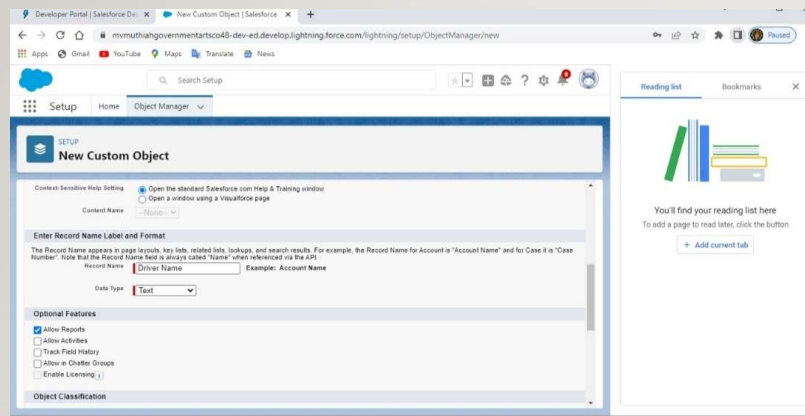 Developer Portal | Salesforce Dev
New Custom Object | Salesforce
mvmuthiahgovernmentartsco48-dev-ed.develop.lightning.force.com/lightning/setup/ObjectManager/new
Paused
Apps Gmail YouTube Maps Translate News
Search Setup
Reading list Bookmarks
Setup Home Object Manager
SETUP
New Custom Object
Context-Sensitive Help Setting Open the standard Salesforce.com Help & Training window
Open a window using a Visualforce page
Content Name --None--
You'll find your reading list here
To add a page to read later, click the button
+ Add current tab
Enter Record Name Label and Format
The Record Name appears in page layouts, key lists, related lists, lookups, and search results. For example, the Record Name for Account is "Account Name" and for Case it is "Case
Number". Note that the Record Name field is always called "Name" when referenced via the API.
Record Name Driver Name Example: Account Name
Data Type Text
Optional Features
Allow Reports
Allow Activities
Track Field History
Allow in Chatter Groups
Enable Licensing i
Object Classification